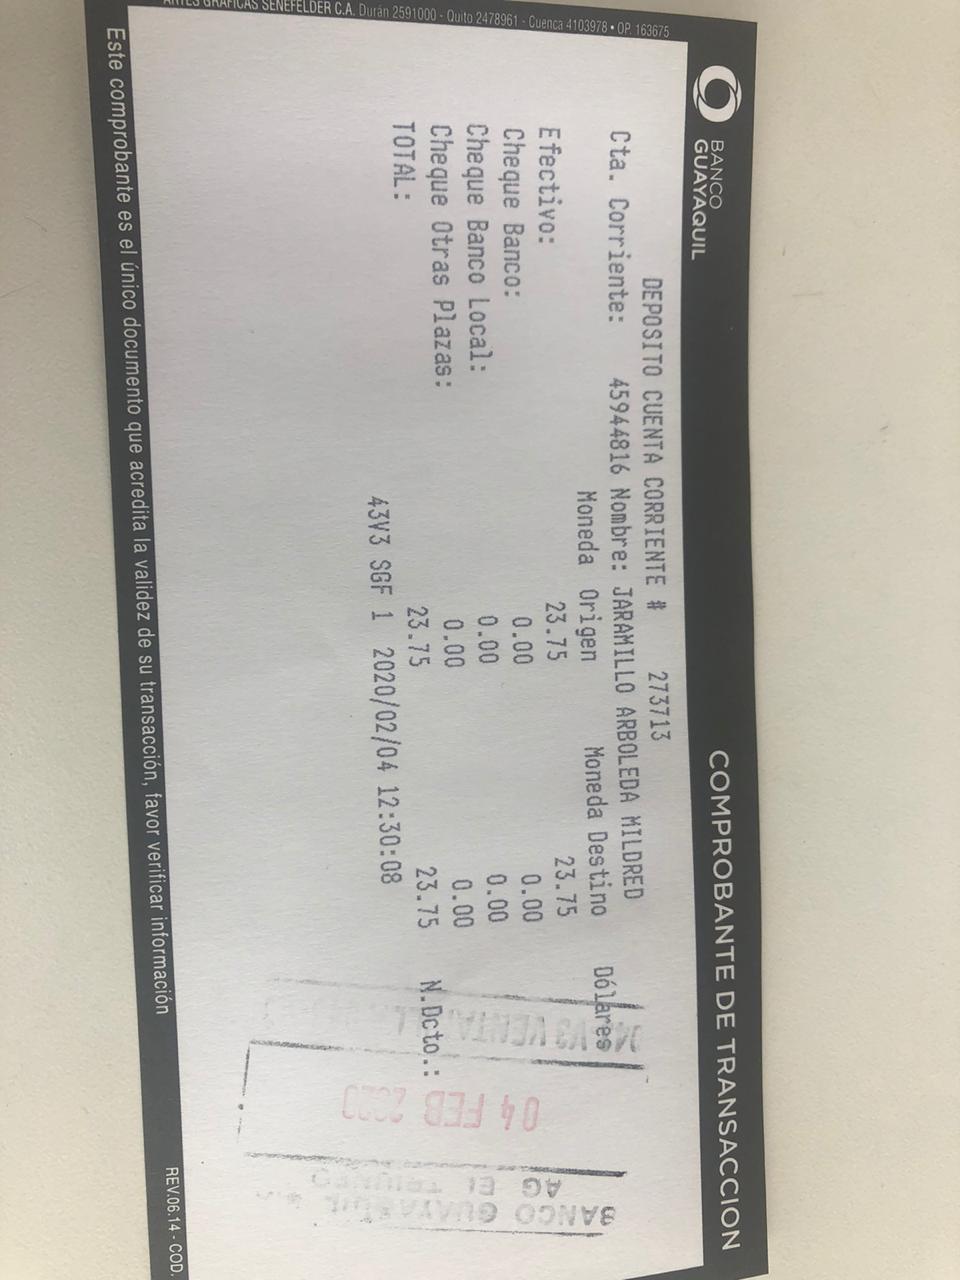 BANCO
GUAYAQUIL
COMPROBANTE DE TRANSACCION
DEPOSITO CUENTA CORRIENTE # 273713
Cta. Corriente: 45944816 Nombre: JARAMILLO ARBOLEDA MILDRED
Moneda Origen Moneda Destino Dólares
Efectivo: 23.75 23.75
Cheque Banco: 0.00 0.00
Cheque Banco Local: 0.00 0.00
Cheque Otras Plazas: 0.00 0.00
TOTAL: 23.75 23.75 N.Dcto.:
43V3 SGF 1 2020/02/04 12:30:08
04 FEB 2020
BANCO GUAYAQUIL
AG El
Este comprobante es el único documento que acredita la validez de su transacción, favor verificar información
REV.06.14 - COD.
ARTES GRAFICAS SENEFELDER C.A. Durán 2591000 - Quito 2478961 - Cuenca 4103978 • OP. 163675